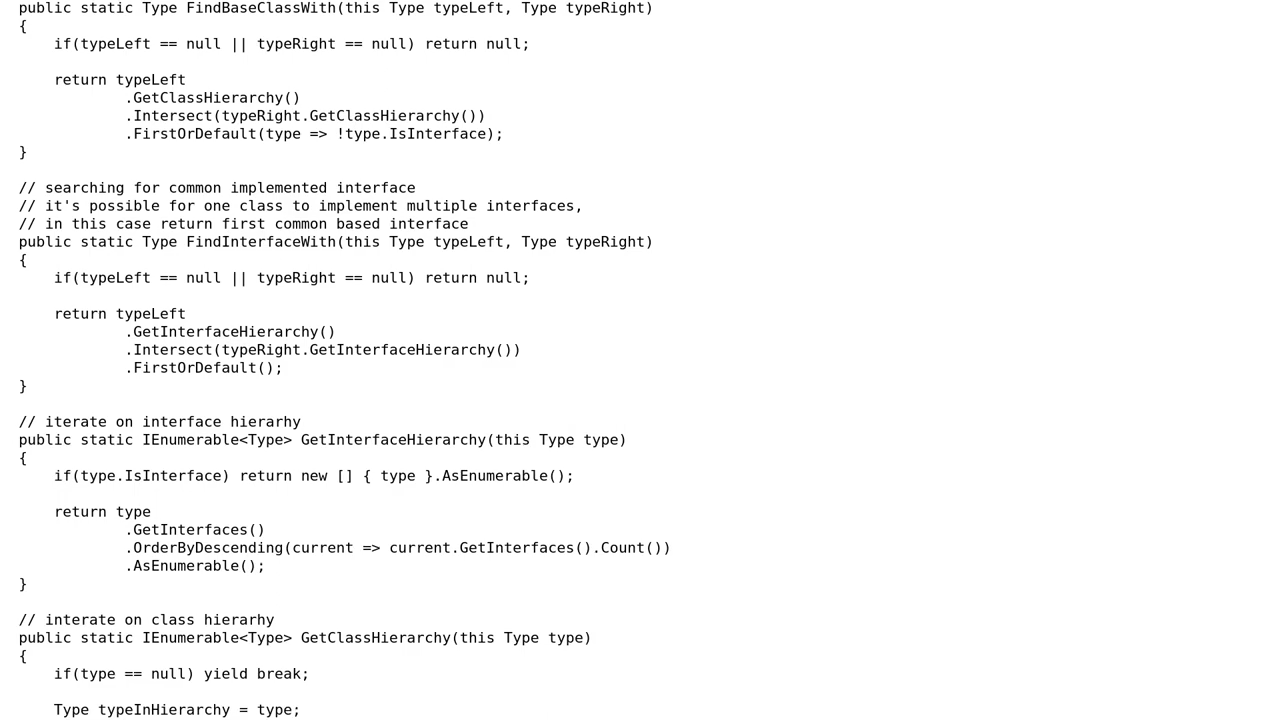 public static Type FindBaseClassWith(this Type typeLeft, Type typeRight)
{
    if(typeLeft == null || typeRight == null) return null;

    return typeLeft
            .GetClassHierarchy()
            .Intersect(typeRight.GetClassHierarchy())
            .FirstOrDefault(type => !type.IsInterface);
}

// searching for common implemented interface
// it's possible for one class to implement multiple interfaces,
// in this case return first common based interface
public static Type FindInterfaceWith(this Type typeLeft, Type typeRight)
{
    if(typeLeft == null || typeRight == null) return null;

    return typeLeft
            .GetInterfaceHierarchy()
            .Intersect(typeRight.GetInterfaceHierarchy())
            .FirstOrDefault();
}

// iterate on interface hierarhy
public static IEnumerable<Type> GetInterfaceHierarchy(this Type type)
{
    if(type.IsInterface) return new [] { type }.AsEnumerable();

    return type
            .GetInterfaces()
            .OrderByDescending(current => current.GetInterfaces().Count())
            .AsEnumerable();
}

// interate on class hierarhy
public static IEnumerable<Type> GetClassHierarchy(this Type type)
{
    if(type == null) yield break;

    Type typeInHierarchy = type;